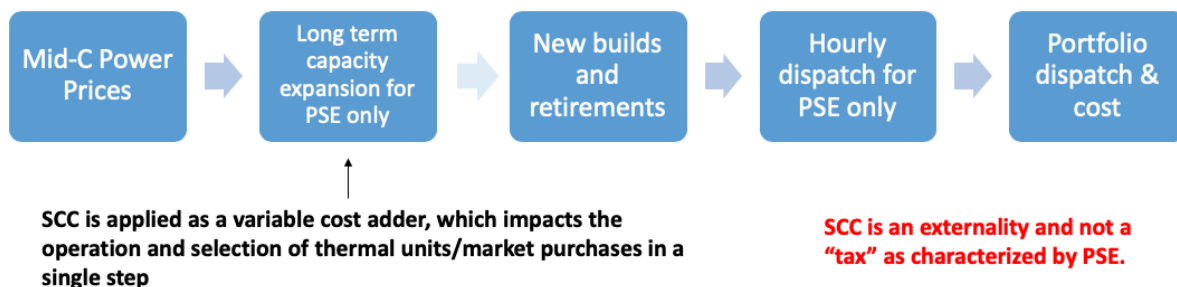 Mid-C Power
Prices
Long term
capacity
expansion for
PSE only
New builds
and
retirements
Hourly
dispatch for
PSE only
Portfolio
dispatch &
cost
SCC is applied as a variable cost adder, which impacts the
operation and selection of thermal units/market purchases in a
single step
SCC is an externality and not a
“tax” as characterized by PSE.